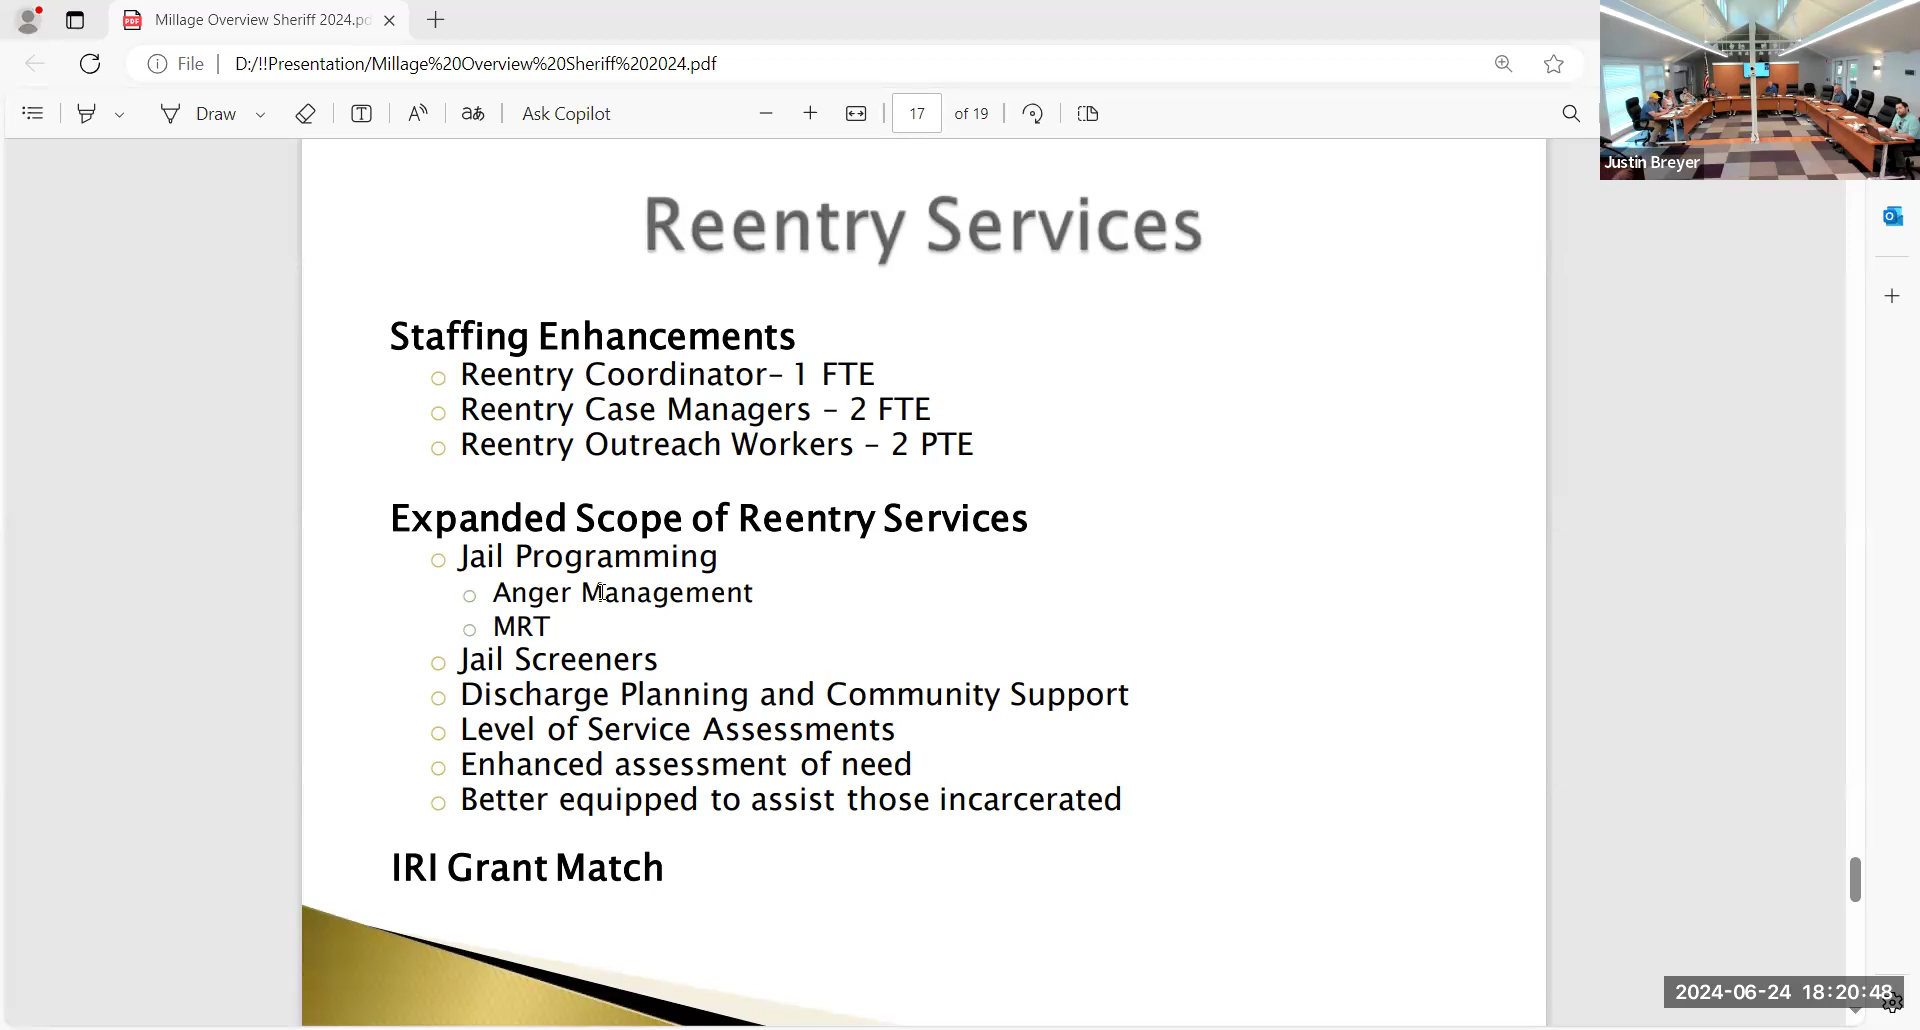 Millage Overview Sheriff 2024.pd
File
D:/!!Presentation/Millage%20Overview%20Sheriff%202024.pdf
Draw
Ask Copilot
17 of 19
Justin Breyer
Reentry Services
Staffing Enhancements
Reentry Coordinator– 1 FTE
Reentry Case Managers – 2 FTE
Reentry Outreach Workers – 2 PTE
Expanded Scope of Reentry Services
Jail Programming
Anger Management
MRT
Jail Screeners
Discharge Planning and Community Support
Level of Service Assessments
Enhanced assessment of need
Better equipped to assist those incarcerated
IRI Grant Match
2024-06-24 18:20:48